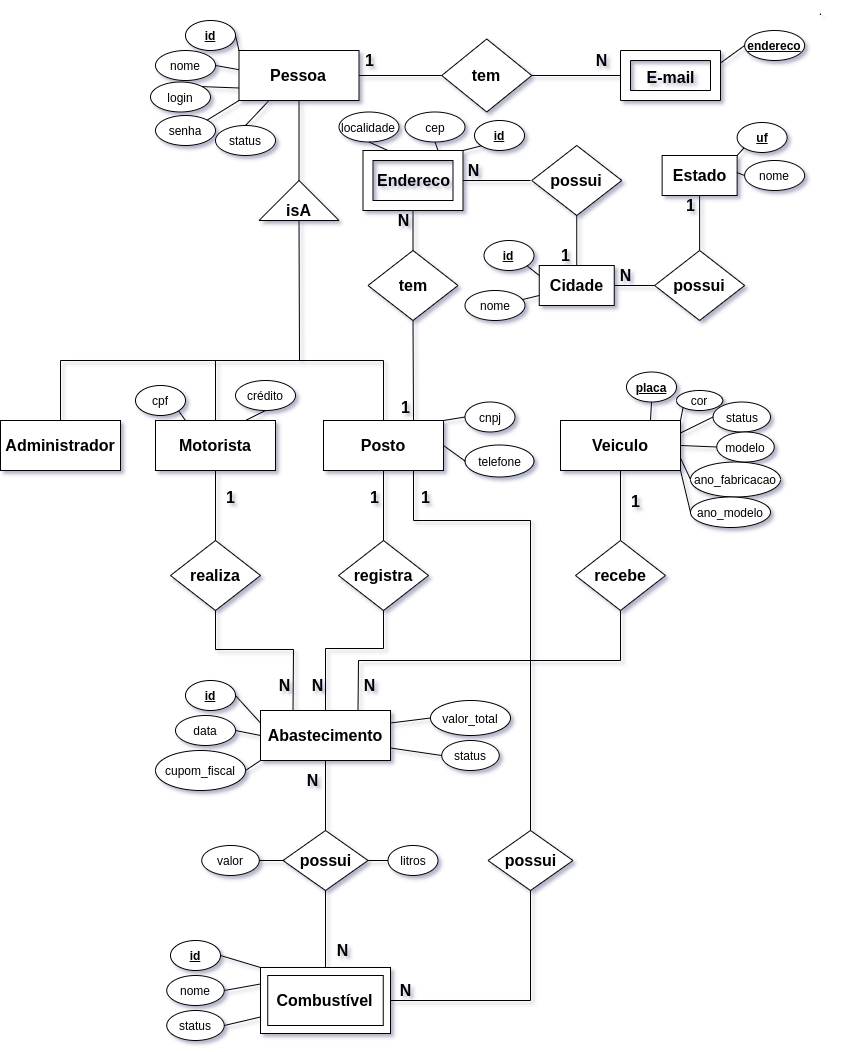 id
nome
login
senha
status
Pessoa
1
tem
N
E-mail
endereco
localidade
cep
id
Endereco
N
possui
1
uf
Estado
nome
1
isA
N
tem
1
id
nome
Cidade
N
possui
Administrador
cpf
crédito
Motorista
1
Posto
cnpj
telefone
1
1
placa
cor
status
Veiculo
modelo
ano_fabricacao
ano_modelo
1
realiza
registra
recebe
N
N
N
id
data
cupom_fiscal
Abastecimento
valor_total
status
N
valor
possui
litros
possui
N
id
nome
status
Combustível
N